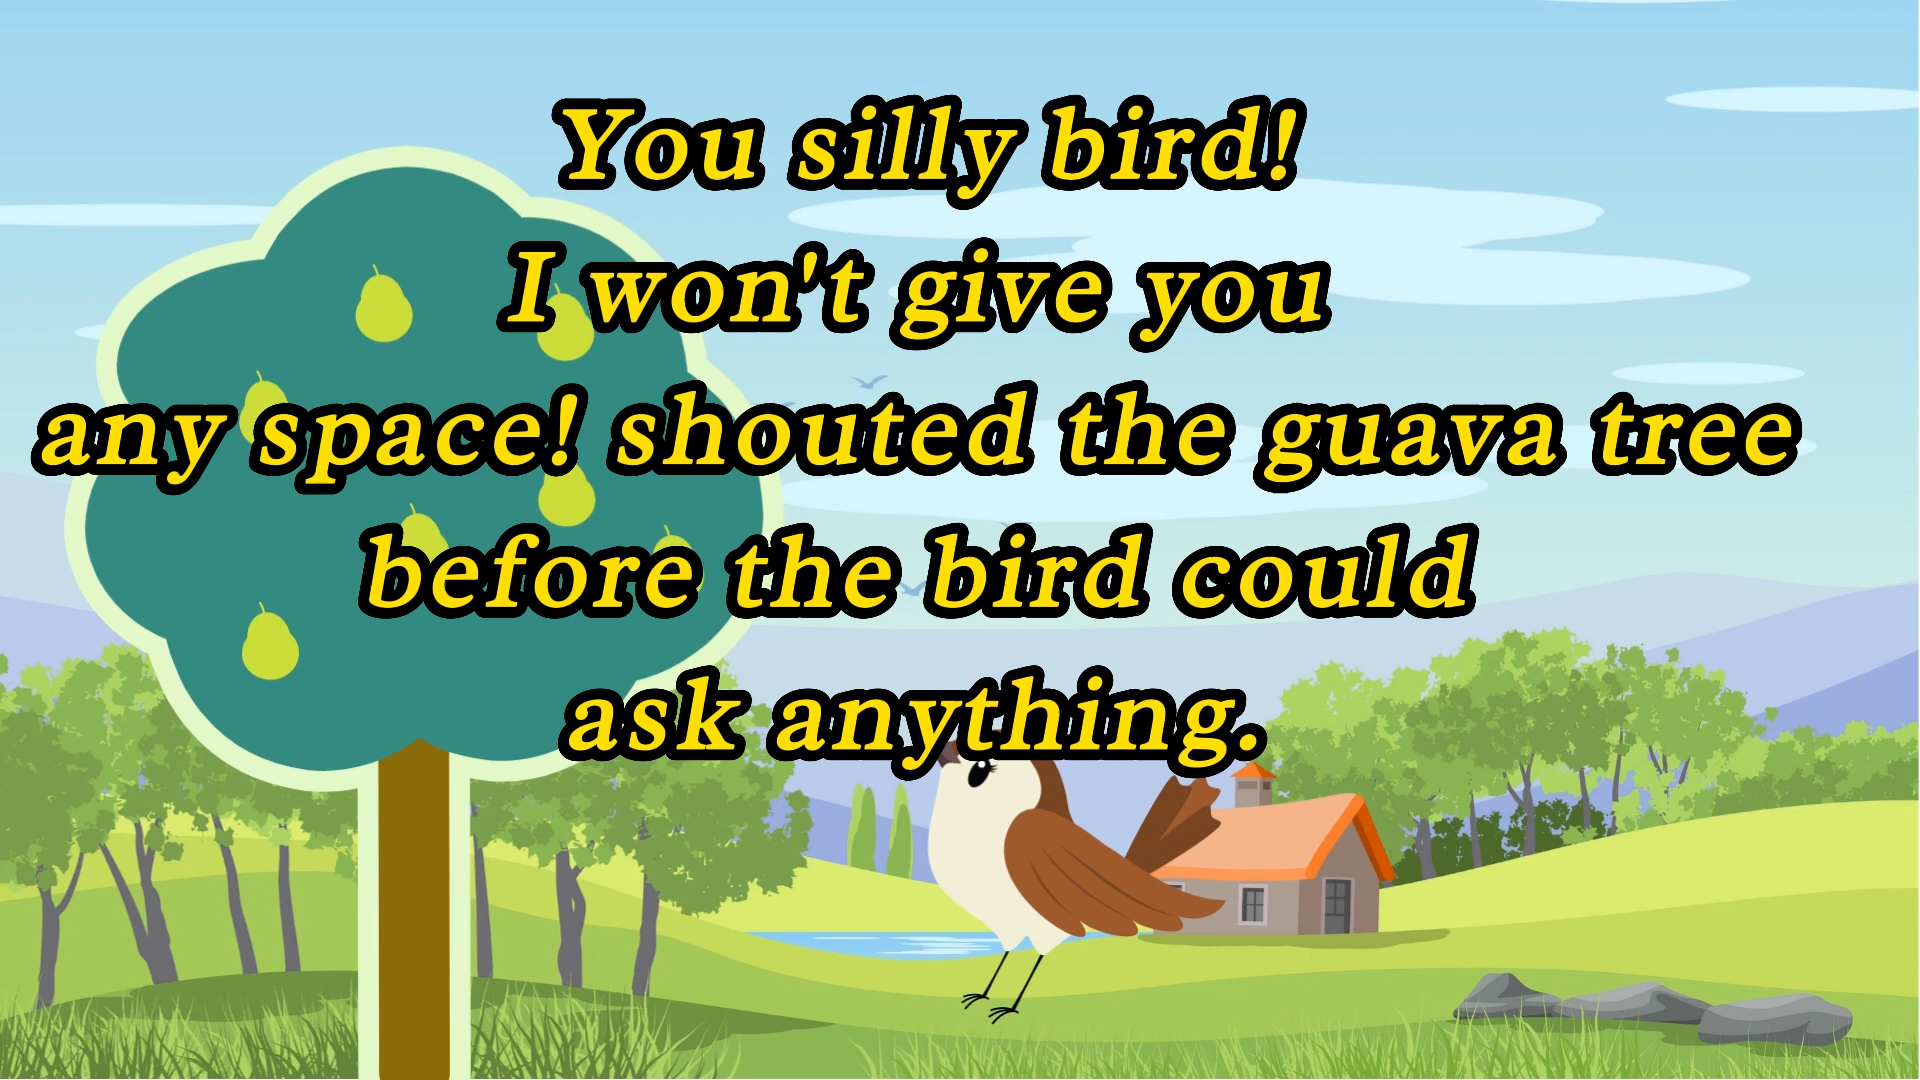 You silly bird!
I won't give you
any space! shouted the guava tree
before the bird could
ask anything.